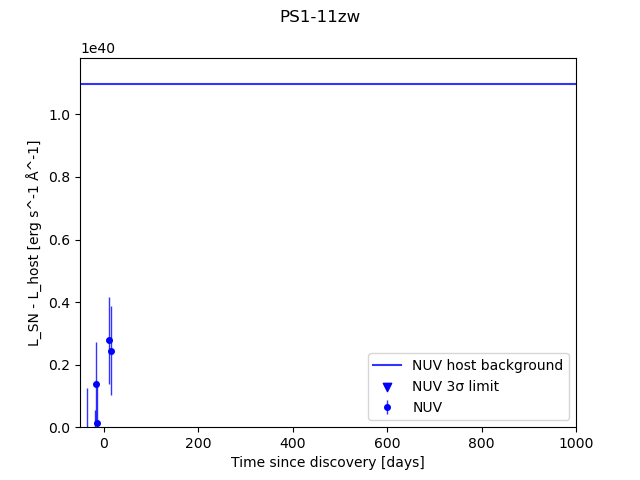 PS1-11zw
1e40
L_SN - L_host [erg s^-1 Å^-1]
1.0
0.8
0.6
0.4
0.2
0.0
0 200 400 600 800 1000
Time since discovery [days]
NUV host background
NUV 3σ limit
NUV